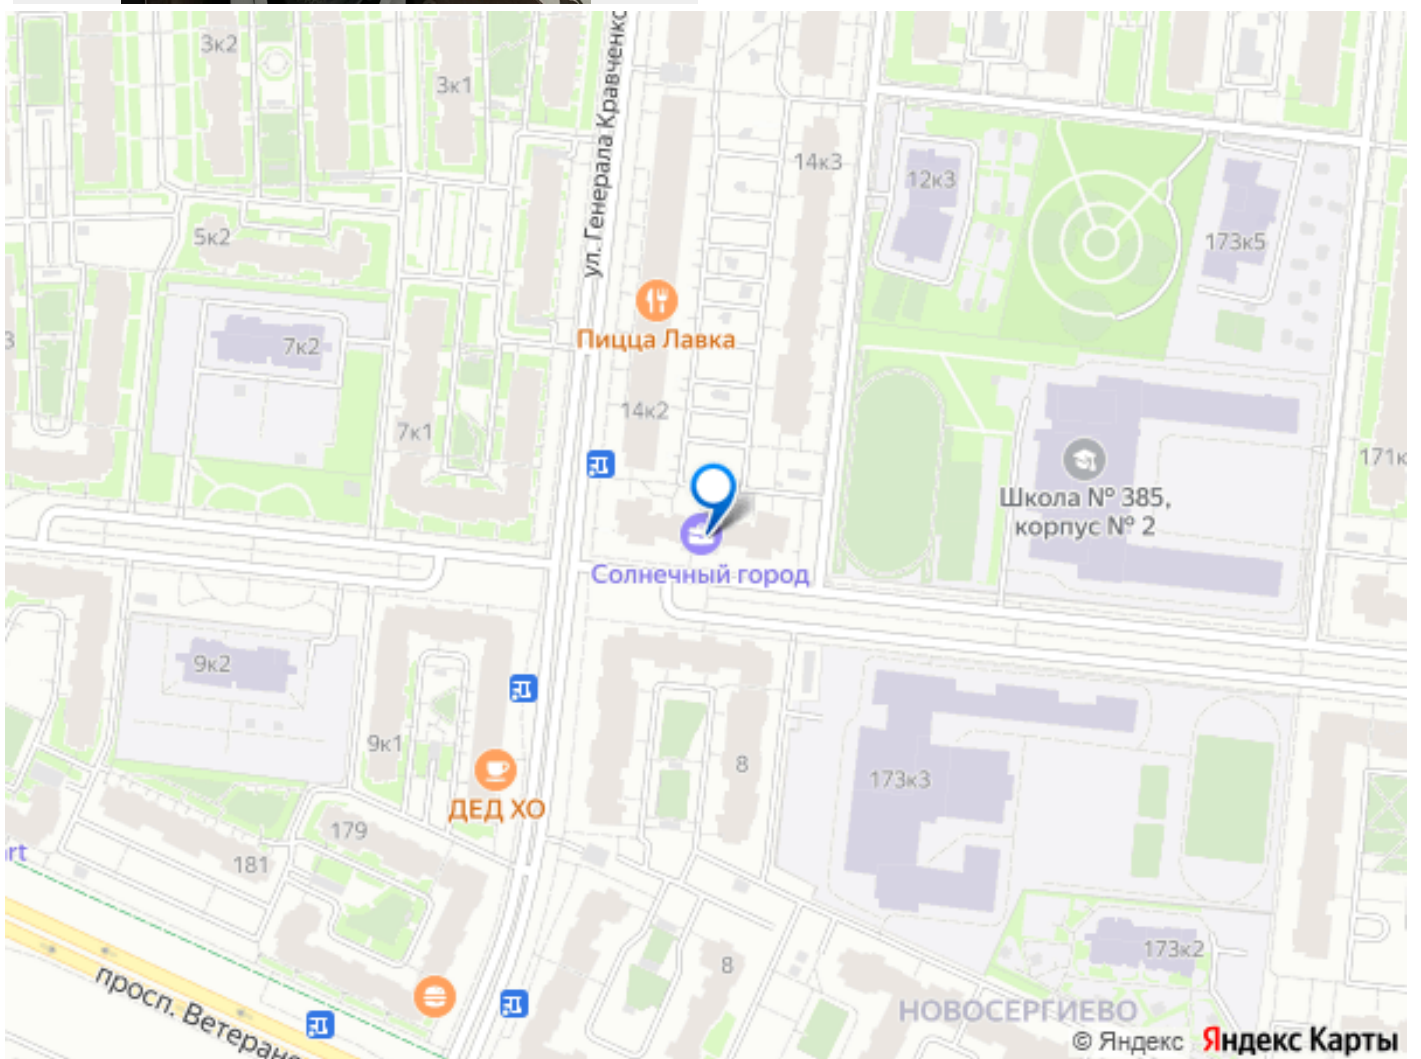 3к2
3к1
ул. Генерала Кравченко
14к3
12к3
173к5
5к2
7к2
Пицца Лавка
14к2
7к1
171к
Школа № 385,
корпус № 2
Солнечный город
9к2
9к1
8
173к3
ДЕД ХО
179
181
rt
8
173к2
просп. Ветеране
НОВОСЕРГИЕВО
© Яндекс Яндекс Карты